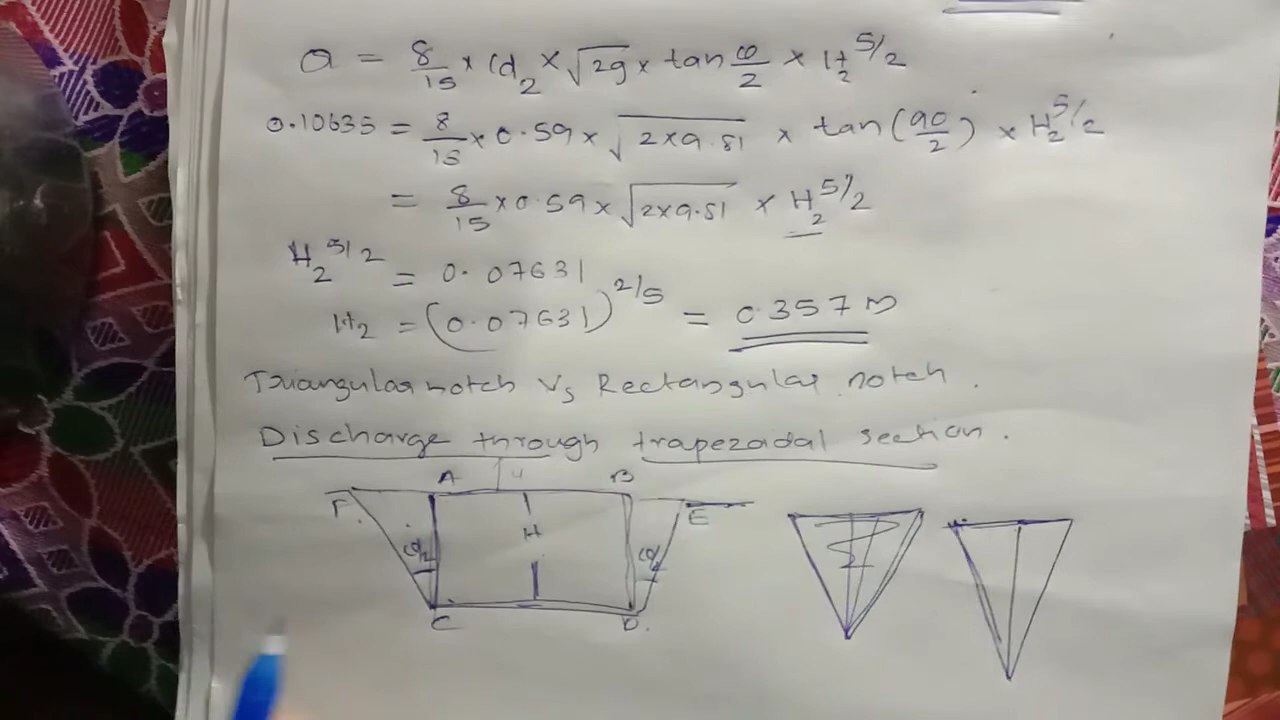 Q = 8/15 × Cd₂ × √2g × tan θ/2 × H₂^5/2
0.10635 = 8/15 × 0.59 × √2×9.81 × tan(90/2) × H₂^5/2
= 8/15 × 0.59 × √2×9.81 × H₂^5/2
H₂^5/2 = 0.07631
H₂ = (0.07631)^2/5 = 0.357 m
Triangular notch Vs Rectangular notch.
Discharge through trapezoidal section.
A B
F. E
H
C D.